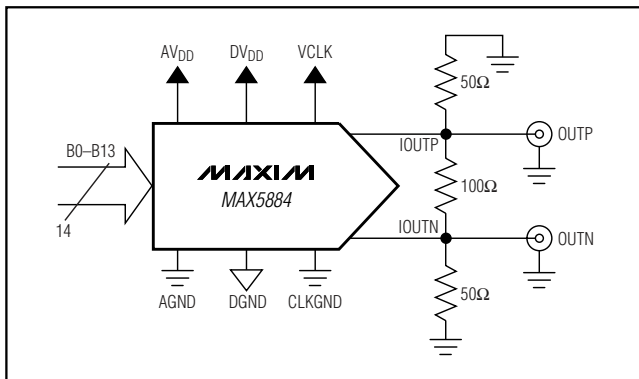 AVDD DVDD VCLK
50Ω
B0–B13
IOUTP
OUTP
MAXIM
MAX5884
100Ω
14
IOUTN
OUTN
AGND DGND CLKGND
50Ω